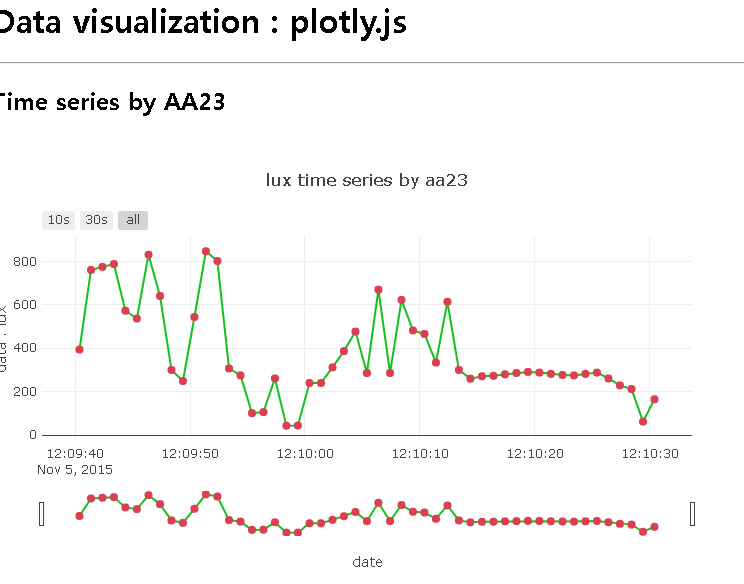 Data visualization : plotly.js
Time series by AA23
lux time series by aa23
10s 30s all
800
600
400
200
0
data : lux
12:09:40 12:09:50 12:10:00 12:10:10 12:10:20 12:10:30
Nov 5, 2015
date